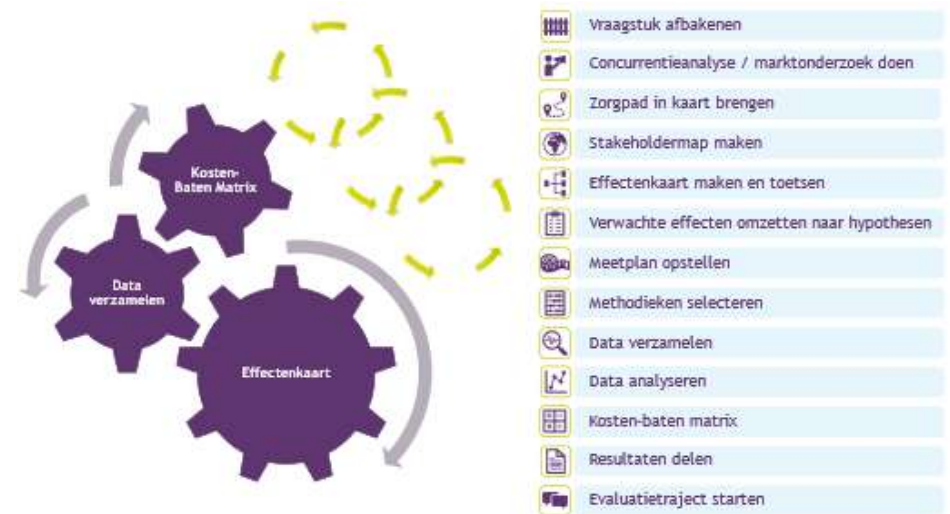 Kosten-
Baten Matrix
Data
verzamelen
Effectenkaart
Vraagstuk afbakenen
Concurrentieanalyse / marktonderzoek doen
Zorgpad in kaart brengen
Stakeholdermap maken
Effectenkaart maken en toetsen
Verwachte effecten omzetten naar hypothesen
Meetplan opstellen
Methodieken selecteren
Data verzamelen
Data analyseren
Kosten-baten matrix
Resultaten delen
Evaluatietraject starten